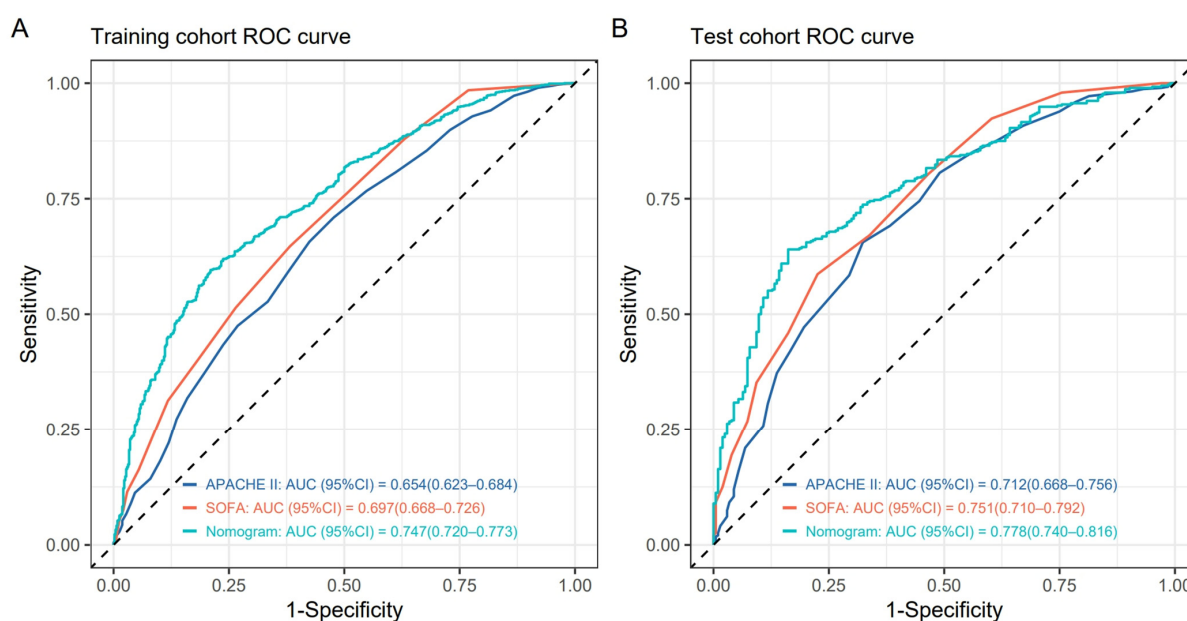 A
Training cohort ROC curve
1.00
0.75
0.50
0.25
0.00
Sensitivity
APACHE II: AUC (95%CI) = 0.654(0.623–0.684)
SOFA: AUC (95%CI) = 0.697(0.668–0.726)
Nomogram: AUC (95%CI) = 0.747(0.720–0.773)
0.00 0.25 0.50 0.75 1.00
1-Specificity
B
Test cohort ROC curve
1.00
0.75
0.50
0.25
0.00
Sensitivity
APACHE II: AUC (95%CI) = 0.712(0.668–0.756)
SOFA: AUC (95%CI) = 0.751(0.710–0.792)
Nomogram: AUC (95%CI) = 0.778(0.740–0.816)
0.00 0.25 0.50 0.75 1.00
1-Specificity